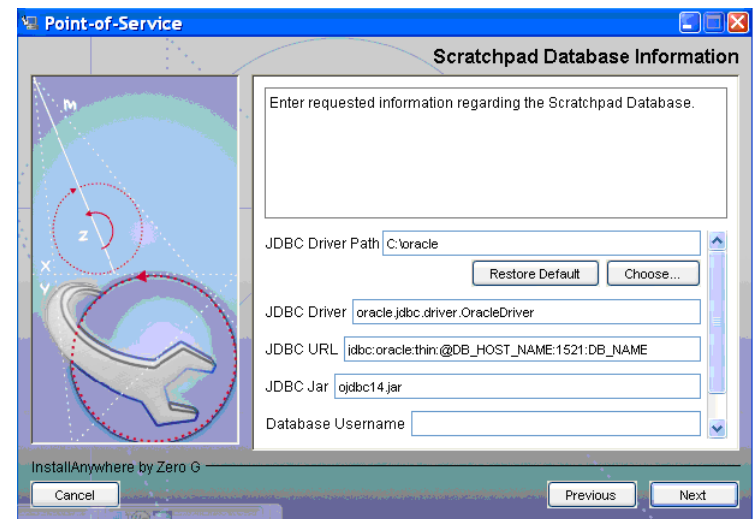 Point-of-Service
Scratchpad Database Information
Enter requested information regarding the Scratchpad Database.
M
Z
X
Y
JDBC Driver Path C:\oracle
Restore Default Choose...
JDBC Driver oracle.jdbc.driver.OracleDriver
JDBC URL jdbc:oracle:thin:@DB_HOST_NAME:1521:DB_NAME
JDBC Jar ojdbc14.jar
Database Username
InstallAnywhere by Zero G
Cancel Previous Next